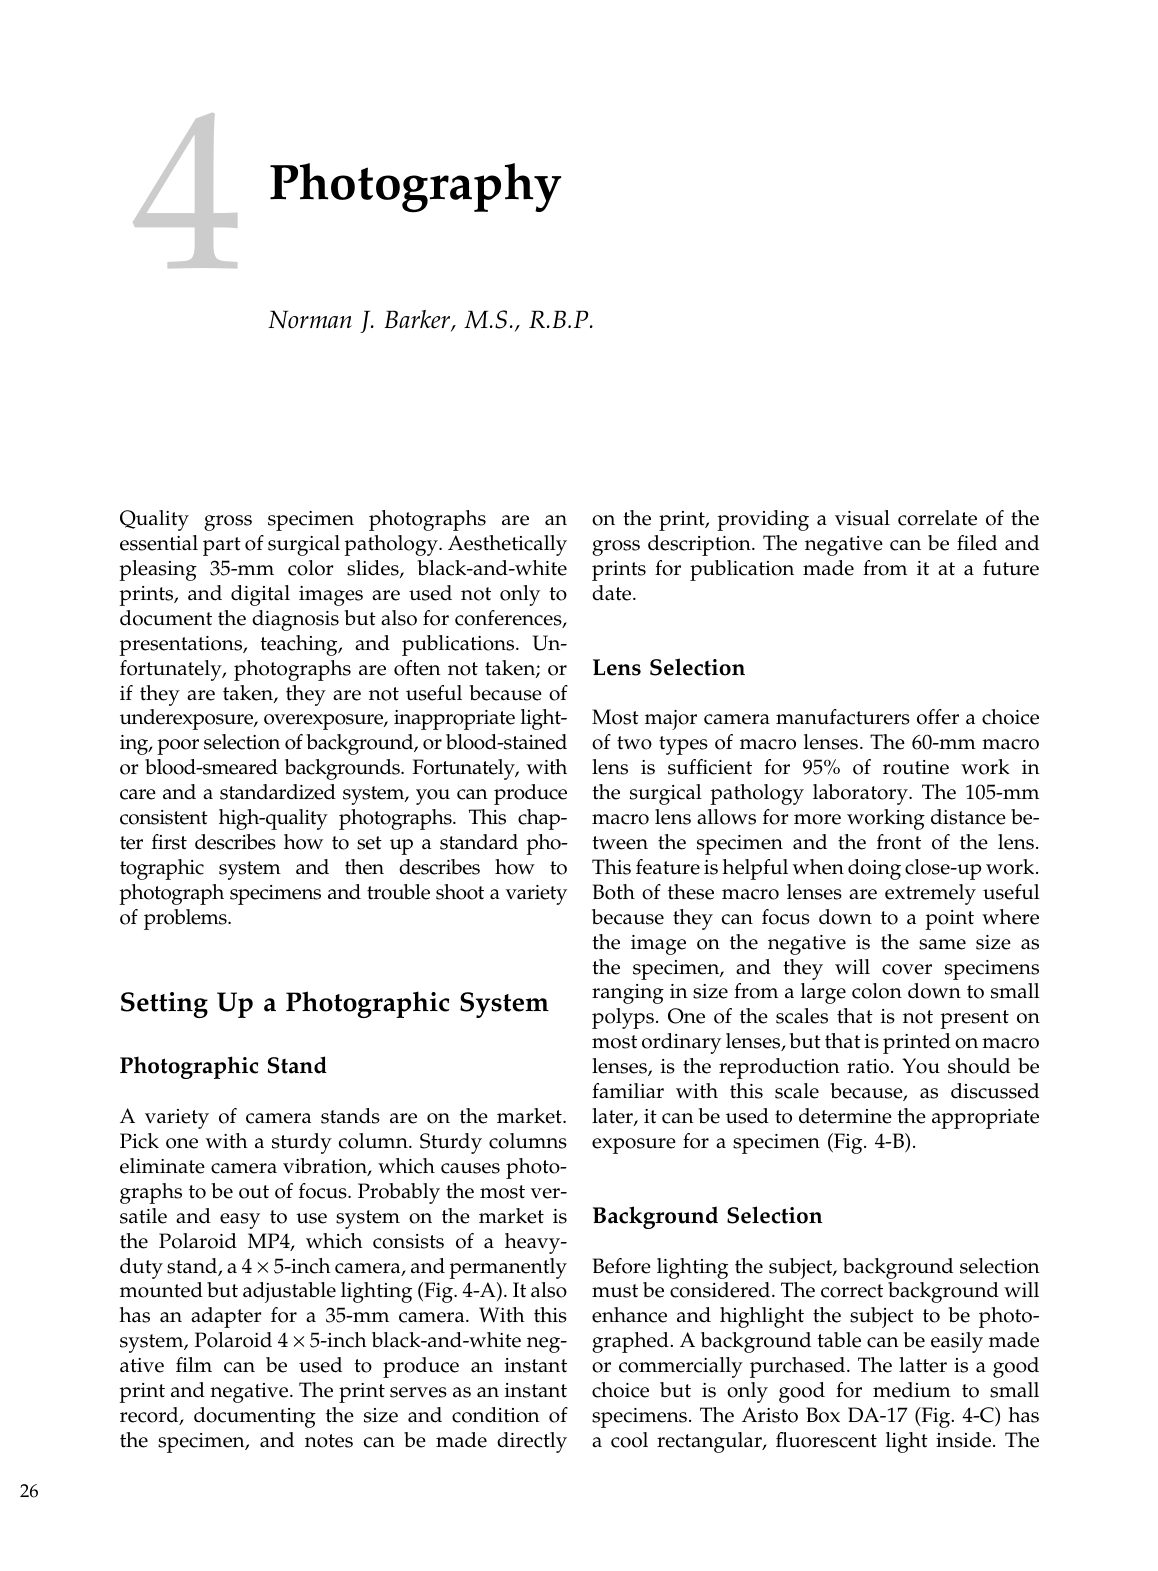 4
Photography
Norman J. Barker, M.S., R.B.P.
Quality gross specimen photographs are an
essential part of surgical pathology. Aesthetically
pleasing 35-mm color slides, black-and-white
prints, and digital images are used not only to
document the diagnosis but also for conferences,
presentations, teaching, and publications. Un-
fortunately, photographs are often not taken; or
if they are taken, they are not useful because of
underexposure, overexposure, inappropriate light-
ing, poor selection of background, or blood-stained
or blood-smeared backgrounds. Fortunately, with
care and a standardized system, you can produce
consistent high-quality photographs. This chap-
ter first describes how to set up a standard pho-
tographic system and then describes how to
photograph specimens and trouble shoot a variety
of problems.
Setting Up a Photographic System
Photographic Stand
A variety of camera stands are on the market.
Pick one with a sturdy column. Sturdy columns
eliminate camera vibration, which causes photo-
graphs to be out of focus. Probably the most ver-
satile and easy to use system on the market is
the Polaroid MP4, which consists of a heavy-
duty stand, a 4 × 5-inch camera, and permanently
mounted but adjustable lighting (Fig. 4-A). It also
has an adapter for a 35-mm camera. With this
system, Polaroid 4 × 5-inch black-and-white neg-
ative film can be used to produce an instant
print and negative. The print serves as an instant
record, documenting the size and condition of
the specimen, and notes can be made directly
on the print, providing a visual correlate of the
gross description. The negative can be filed and
prints for publication made from it at a future
date.
Lens Selection
Most major camera manufacturers offer a choice
of two types of macro lenses. The 60-mm macro
lens is sufficient for 95% of routine work in
the surgical pathology laboratory. The 105-mm
macro lens allows for more working distance be-
tween the specimen and the front of the lens.
This feature is helpful when doing close-up work.
Both of these macro lenses are extremely useful
because they can focus down to a point where
the image on the negative is the same size as
the specimen, and they will cover specimens
ranging in size from a large colon down to small
polyps. One of the scales that is not present on
most ordinary lenses, but that is printed on macro
lenses, is the reproduction ratio. You should be
familiar with this scale because, as discussed
later, it can be used to determine the appropriate
exposure for a specimen (Fig. 4-B).
Background Selection
Before lighting the subject, background selection
must be considered. The correct background will
enhance and highlight the subject to be photo-
graphed. A background table can be easily made
or commercially purchased. The latter is a good
choice but is only good for medium to small
specimens. The Aristo Box DA-17 (Fig. 4-C) has
a cool rectangular, fluorescent light inside. The
26